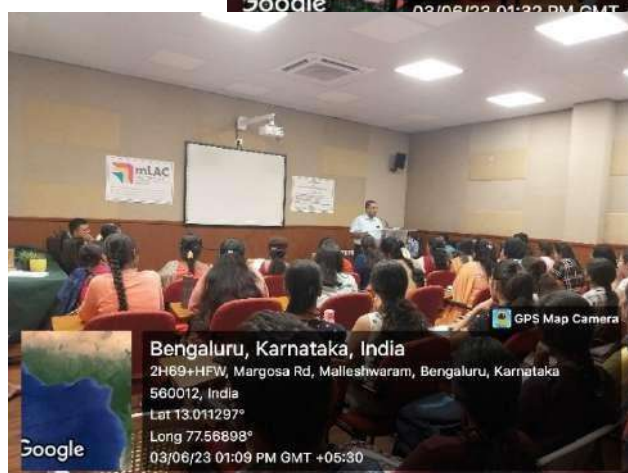 Google
03/06/23 01:32 PM GMT
mLAC
GPS Map Camera
Bengaluru, Karnataka, India
2H69+HFW, Margosa Rd, Malleshwaram, Bengaluru, Karnataka
560012, India
Lat 13.011297°
Long 77.56898°
03/06/23 01:09 PM GMT +05:30
Google